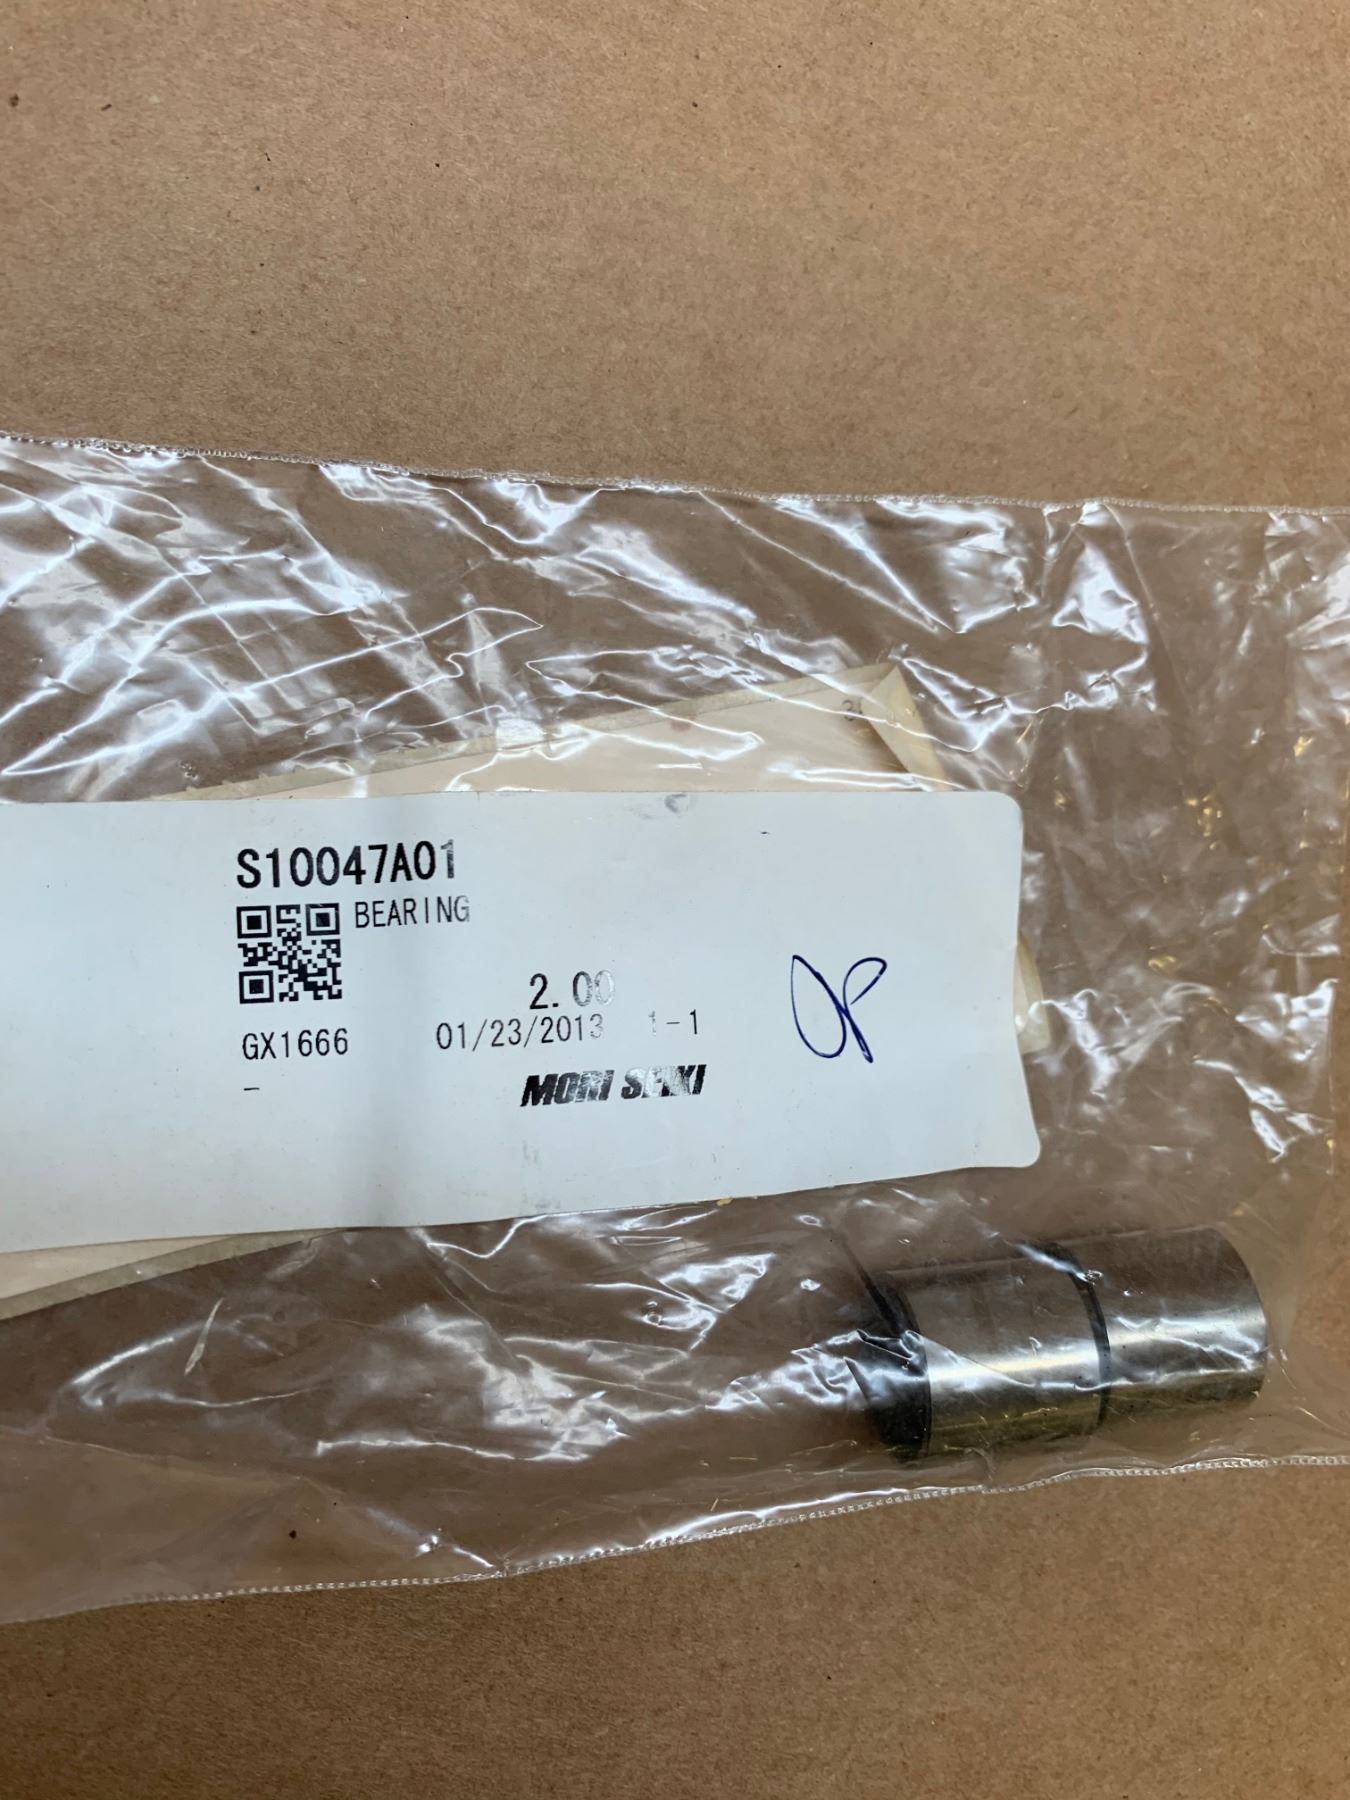 S10047A01
BEARING
2.00
GX1666 01/23/2013 1-1
-
MORI SEIKI